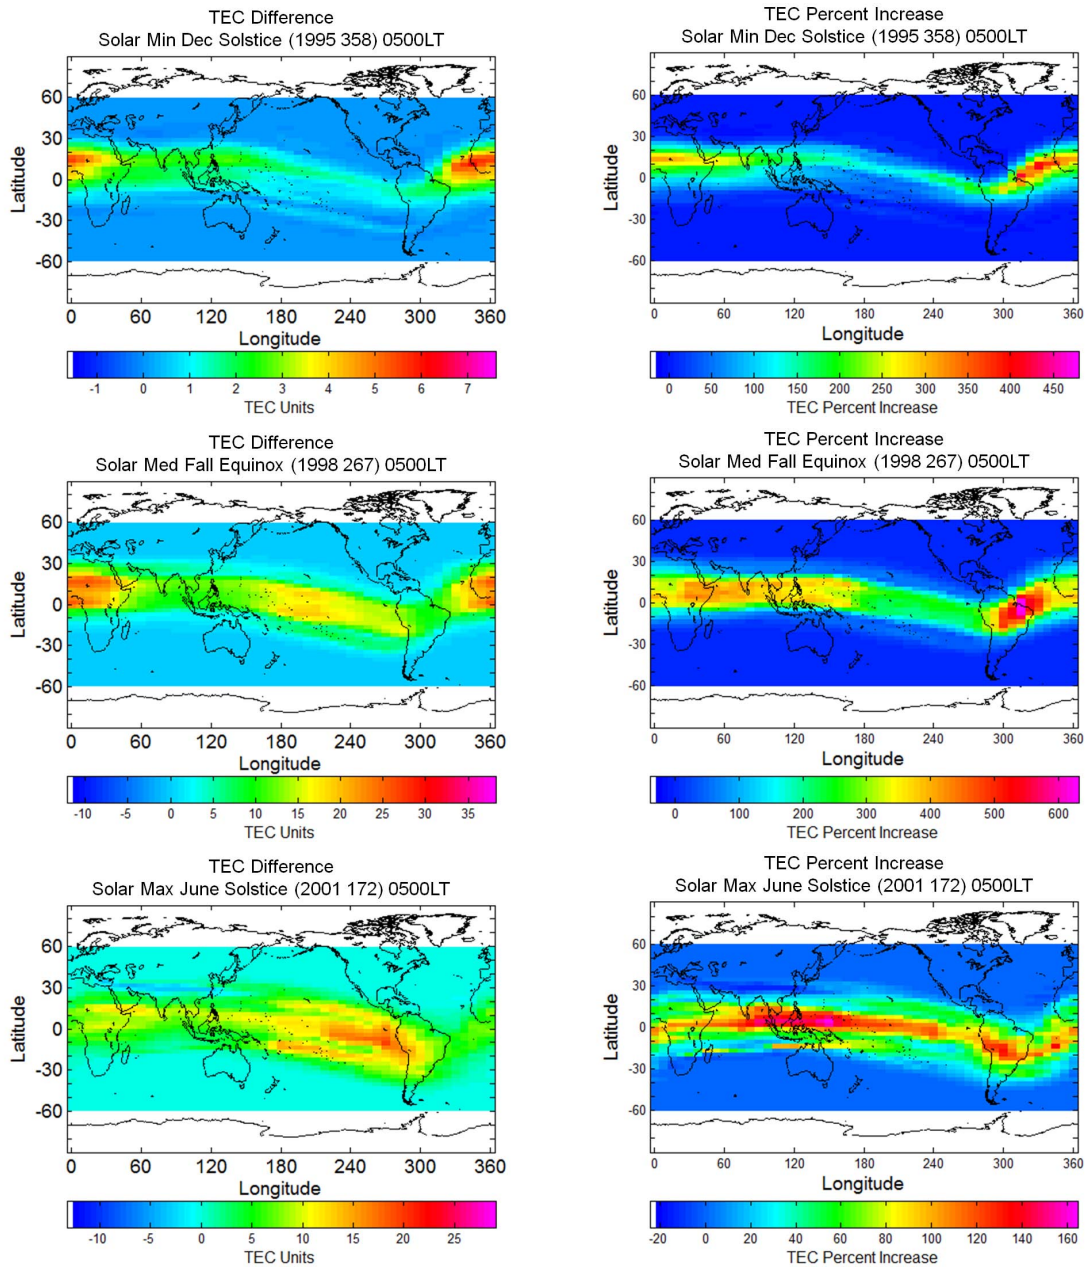 TEC Difference
Solar Min Dec Solstice (1995 358) 0500LT
Latitude
60
30
0
-30
-60
0 60 120 180 240 300 360
Longitude
-1 0 1 2 3 4 5 6 7
TEC Units
TEC Percent Increase
Solar Min Dec Solstice (1995 358) 0500LT
Latitude
60
30
0
-30
-60
0 60 120 180 240 300 360
Longitude
0 50 100 150 200 250 300 350 400 450
TEC Percent Increase
TEC Difference
Solar Med Fall Equinox (1998 267) 0500LT
Latitude
60
30
0
-30
-60
0 60 120 180 240 300 360
Longitude
-10 -5 0 5 10 15 20 25 30 35
TEC Units
TEC Percent Increase
Solar Med Fall Equinox (1998 267) 0500LT
Latitude
60
30
0
-30
-60
0 60 120 180 240 300 360
Longitude
0 100 200 300 400 500 600
TEC Percent Increase
TEC Difference
Solar Max June Solstice (2001 172) 0500LT
Latitude
60
30
0
-30
-60
0 60 120 180 240 300 360
Longitude
-10 -5 0 5 10 15 20 25
TEC Units
TEC Percent Increase
Solar Max June Solstice (2001 172) 0500LT
Latitude
60
30
0
-30
-60
0 60 120 180 240 300 360
Longitude
-20 0 20 40 60 80 100 120 140 160
TEC Percent Increase